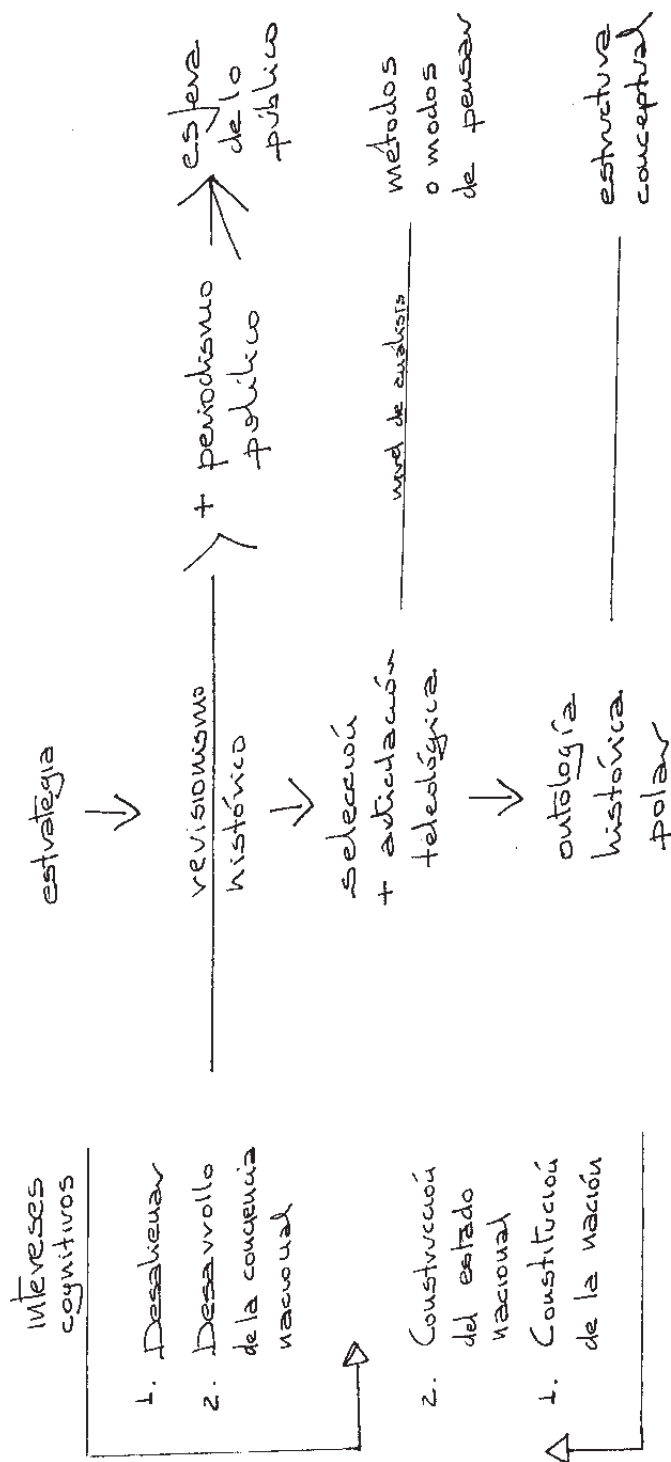 intereses
cognitivos
1. Desalienar
2. Desarrollo
de la conciencia
nacional
2. Construcción
del estado
nacional
1. Constitución
de la nación
estrategia
revisionismo
histórico
selección
+ articulación
teleológica
ontología
histórica
polar
+ periodismo
político
nivel de análisis
esfera
de lo
público
métodos
o modos
de pensar
estructura
conceptual